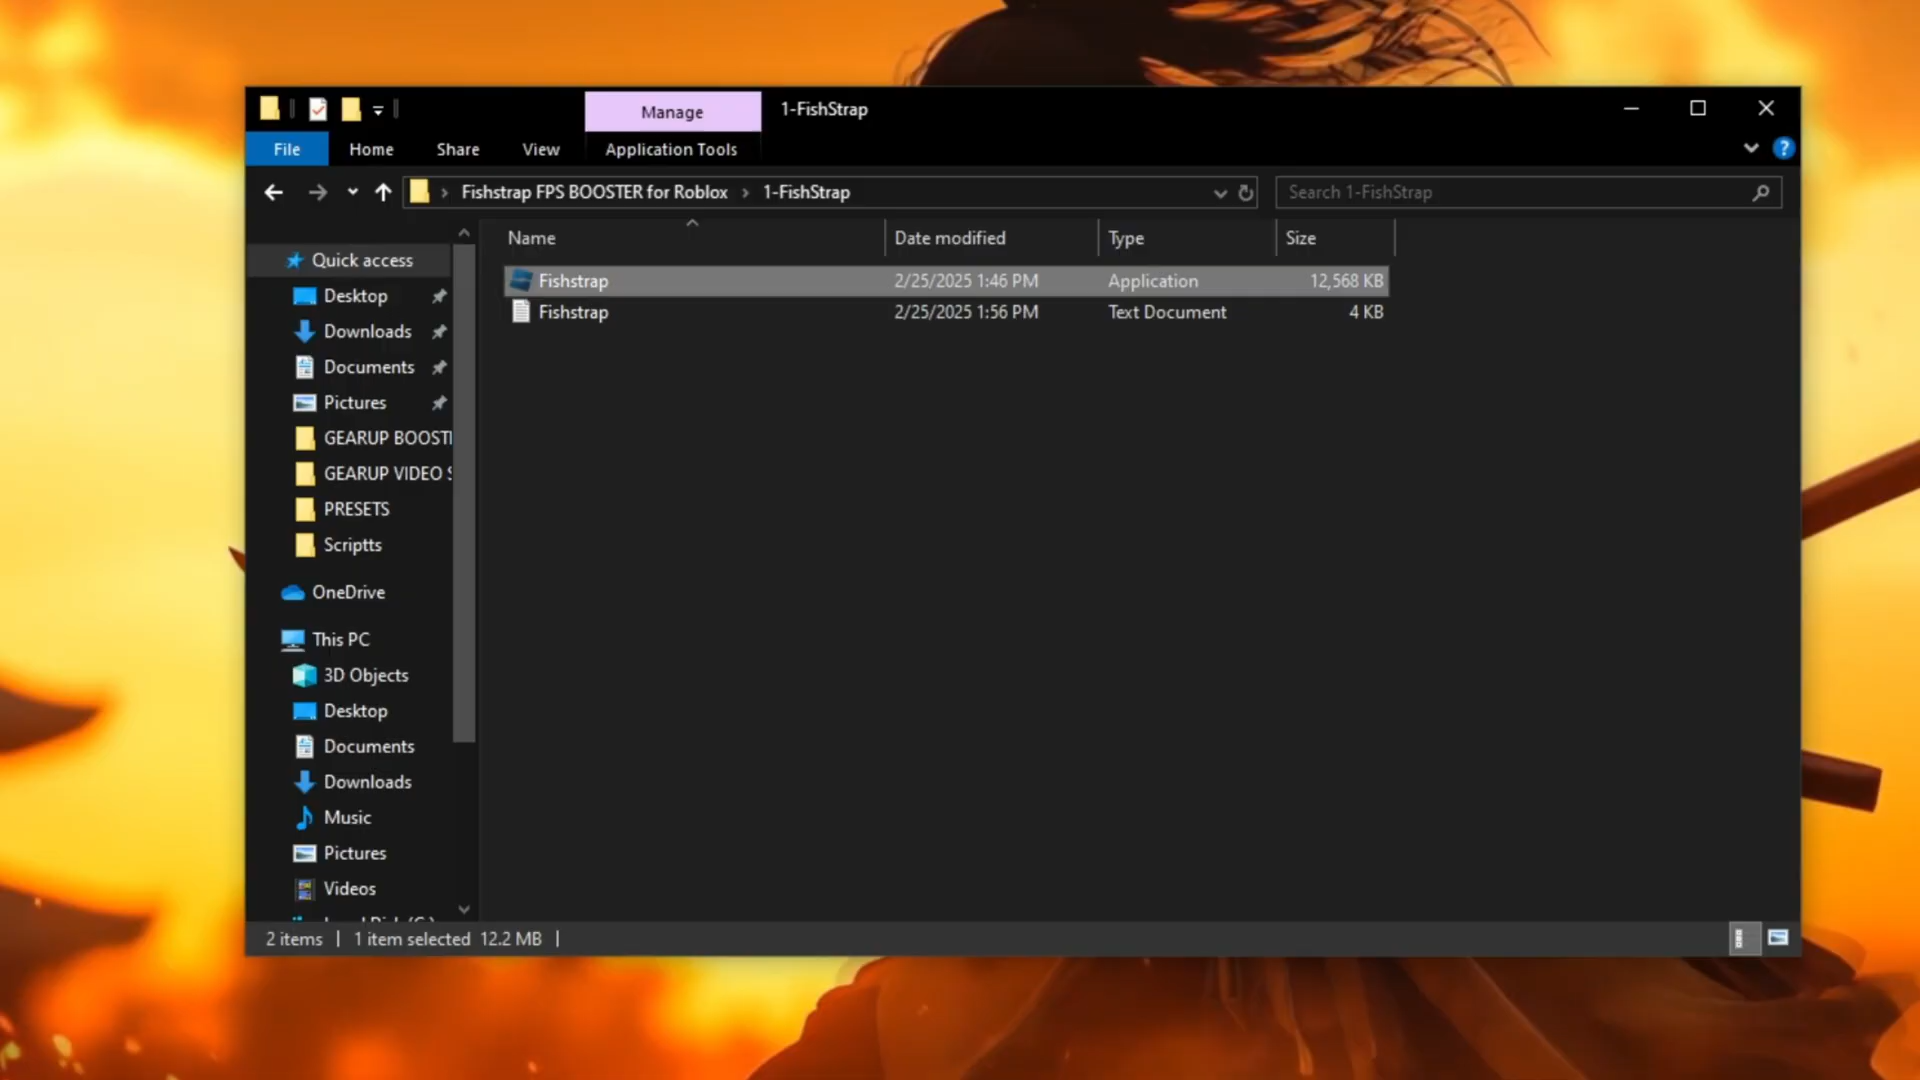 Manage
1-FishStrap
File
Home
Share
View
Application Tools
?
Fishstrap FPS BOOSTER for Roblox
1-FishStrap
Search 1-FishStrap
Name
Date modified
Type
Size
Fishstrap
2/25/2025 1:46 PM
Application
12,568 KB
Fishstrap
2/25/2025 1:56 PM
Text Document
4 KB
Quick access
Desktop
Downloads
Documents
Pictures
GEARUP BOOST
GEARUP VIDEO S
PRESETS
Scriptts
OneDrive
This PC
3D Objects
Desktop
Documents
Downloads
Music
Pictures
Videos
2 items
1 item selected
12.2 MB